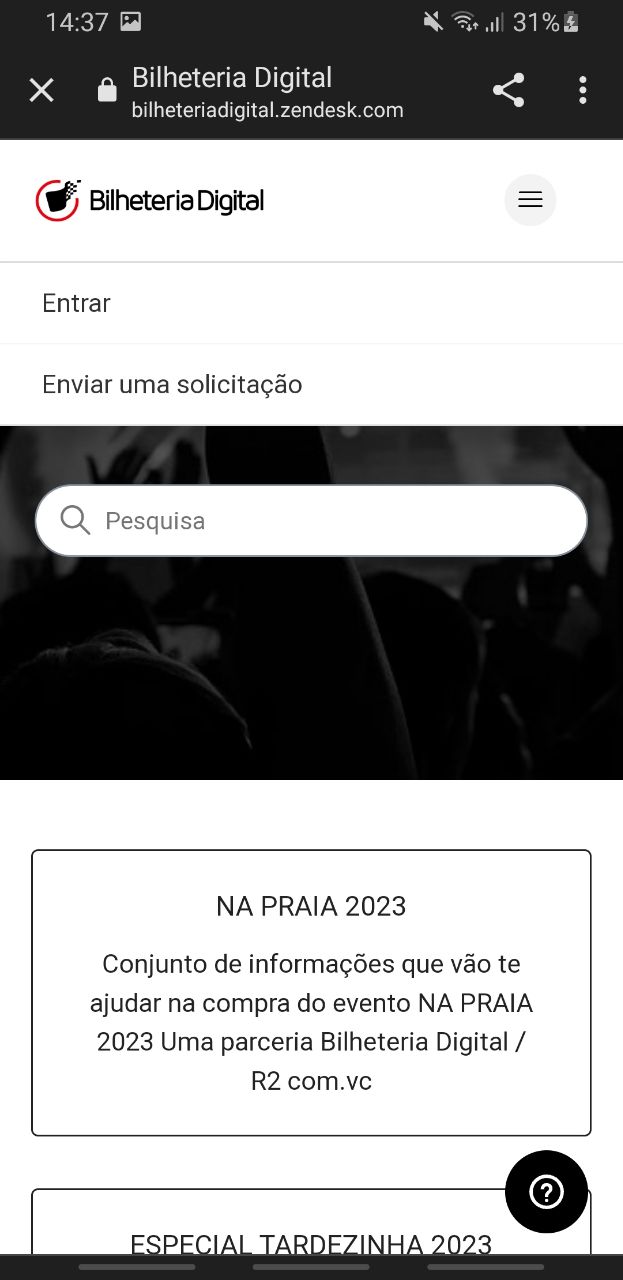 14:37
31%
Bilheteria Digital
bilheteriadigital.zendesk.com
Bilheteria Digital
Entrar
Enviar uma solicitação
Pesquisa
NA PRAIA 2023
Conjunto de informações que vão te
ajudar na compra do evento NA PRAIA
2023 Uma parceria Bilheteria Digital /
R2 com.vc
ESPECIAL TARDEZINHA 2023